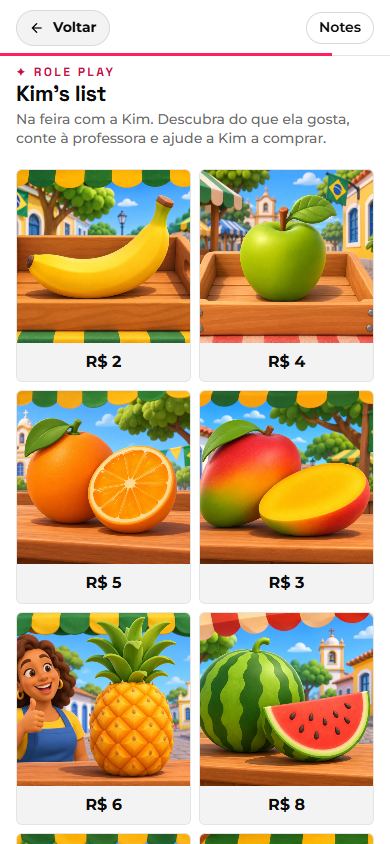 ← Voltar
Notes
✦ ROLE PLAY
Kim's list
Na feira com a Kim. Descubra do que ela gosta,
conte à professora e ajude a Kim a comprar.
R$ 2
R$ 4
R$ 5
R$ 3
R$ 6
R$ 8